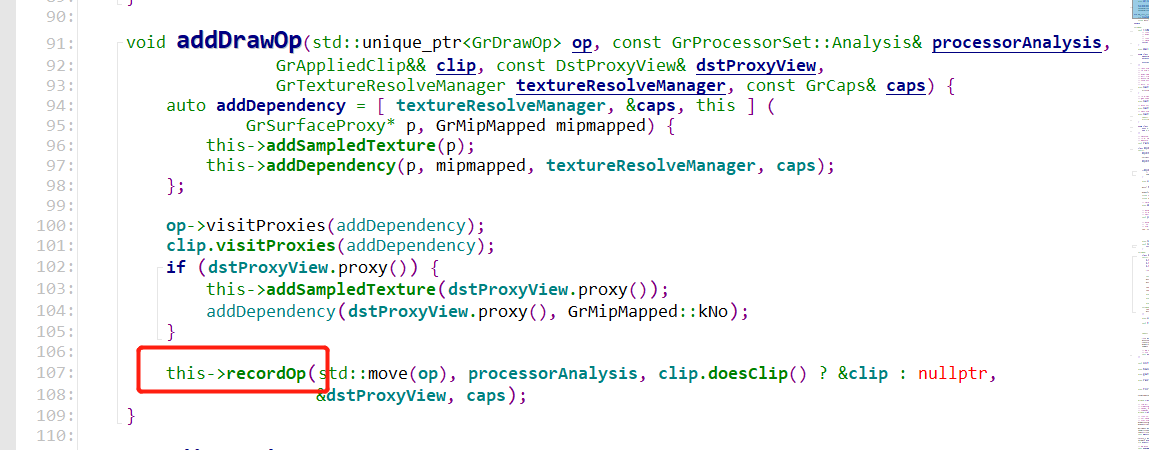 90:
91: void addDrawOp(std::unique_ptr<GrDrawOp> op, const GrProcessorSet::Analysis& processorAnalysis,
92: GrAppliedClip&& clip, const DstProxyView& dstProxyView,
93: GrTextureResolveManager textureResolveManager, const GrCaps& caps) {
94: auto addDependency = [ textureResolveManager, &caps, this ] (
95: GrSurfaceProxy* p, GrMipMapped mipmapped) {
96: this->addSampledTexture(p);
97: this->addDependency(p, mipmapped, textureResolveManager, caps);
98: };
99:
100: op->visitProxies(addDependency);
101: clip.visitProxies(addDependency);
102: if (dstProxyView.proxy()) {
103: this->addSampledTexture(dstProxyView.proxy());
104: addDependency(dstProxyView.proxy(), GrMipMapped::kNo);
105: }
106:
107: this->recordOp(std::move(op), processorAnalysis, clip.doesClip() ? &clip : nullptr,
108: &dstProxyView, caps);
109: }
110: